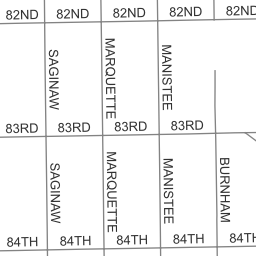 82ND 82ND 82ND 82ND 82ND
SAGINAW MARQUETTE MANISTEE
83RD 83RD 83RD 83RD
SAGINAW MARQUETTE MANISTEE BURNHAM
84TH 84TH 84TH 84TH 84TH